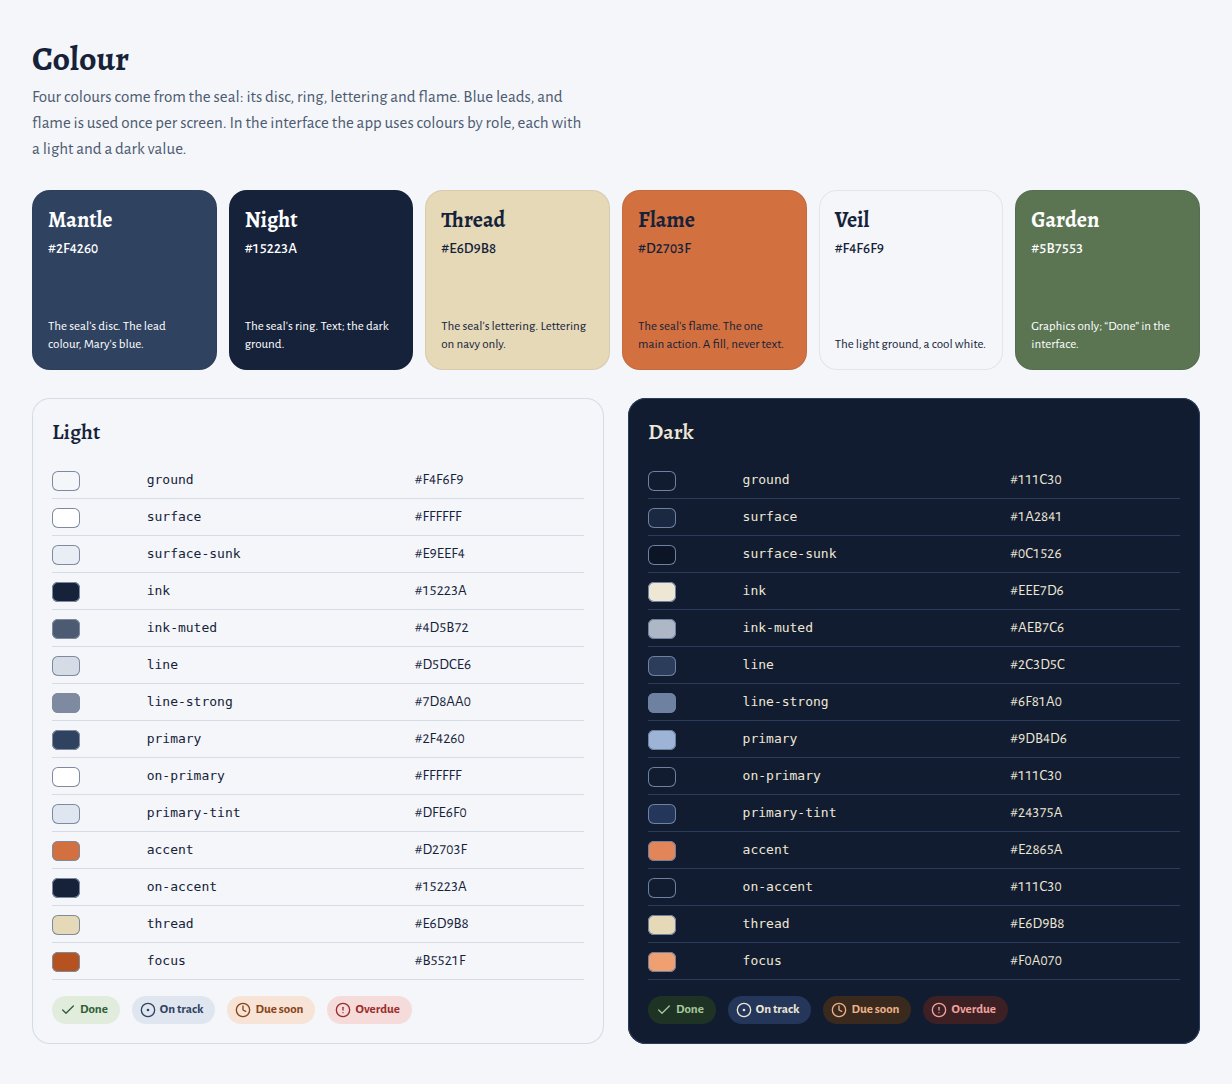 Colour
Four colours come from the seal: its disc, ring, lettering and flame. Blue leads, and
flame is used once per screen. In the interface the app uses colours by role, each with
a light and a dark value.
Mantle
#2F4260
The seal's disc. The lead
colour, Mary's blue.
Night
#15223A
The seal's ring. Text; the dark
ground.
Thread
#E6D9B8
The seal's lettering. Lettering
on navy only.
Flame
#D2703F
The seal's flame. The one
main action. A fill, never text.
Veil
#F4F6F9
The light ground, a cool white.
Garden
#5B7553
Graphics only; “Done” in the
interface.
Light
ground #F4F6F9
surface #FFFFFF
surface-sunk #E9EEF4
ink #15223A
ink-muted #4D5B72
line #D5DCE6
line-strong #7D8AA0
primary #2F4260
on-primary #FFFFFF
primary-tint #DFE6F0
accent #D2703F
on-accent #15223A
thread #E6D9B8
focus #B5521F
Done On track Due soon Overdue
Dark
ground #111C30
surface #1A2841
surface-sunk #0C1526
ink #EEE7D6
ink-muted #AEB7C6
line #2C3D5C
line-strong #6F81A0
primary #9DB4D6
on-primary #111C30
primary-tint #24375A
accent #E2865A
on-accent #111C30
thread #E6D9B8
focus #F0A070
Done On track Due soon Overdue